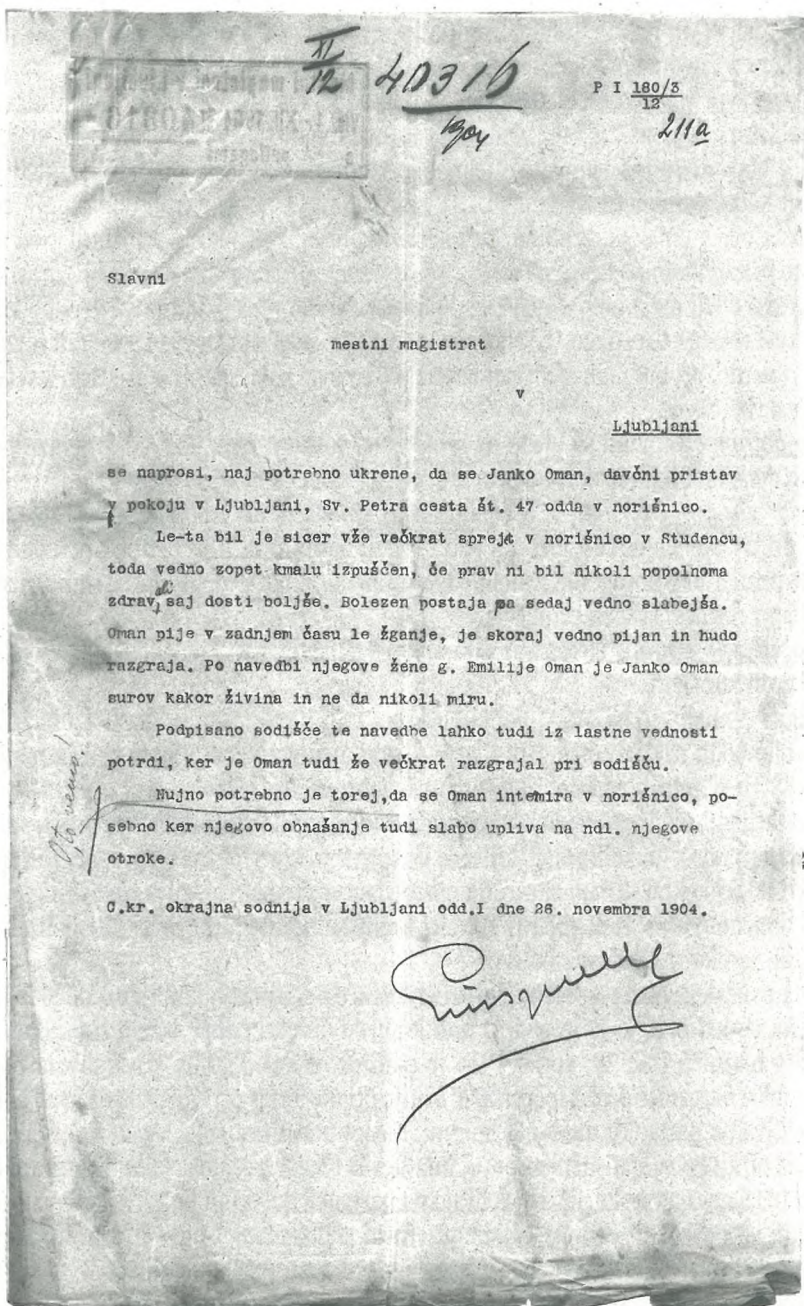 XI
12
40316
1904
P I 180/3
12
211a
Slavni
mestni magistrat
v
Ljubljani
se naprosi, naj potrebno ukrene, da se Janko Oman, davčni pristav
v pokoju v Ljubljani, Sv. Petra cesta št. 47 odda v norišnico.
Le-ta bil je sicer vže večkrat sprejet v norišnico v Studencu,
toda vedno zopet kmalu izpuščen, če prav ni bil nikoli popolnoma
zdrav, ali saj dosti boljše. Bolezen postaja pa sedaj vedno slabejša.
Oman pije v zadnjem času le žganje, je skoraj vedno pijan in hudo
razgraja. Po navedbi njegove žene g. Emilije Oman je Janko Oman
surov kakor živina in ne da nikoli miru.
Podpisano sodišče te navedbe lahko tudi iz lastne vednosti
potrdi, ker je Oman tudi že večkrat razgrajal pri sodišču.
Nujno potrebno je torej,da se Oman intemira v norišnico, po-
sebno ker njegovo obnašanje tudi slabo upliva na ndl. njegove
otroke.
C.kr. okrajna sodnija v Ljubljani odd.I dne 26. novembra 1904.